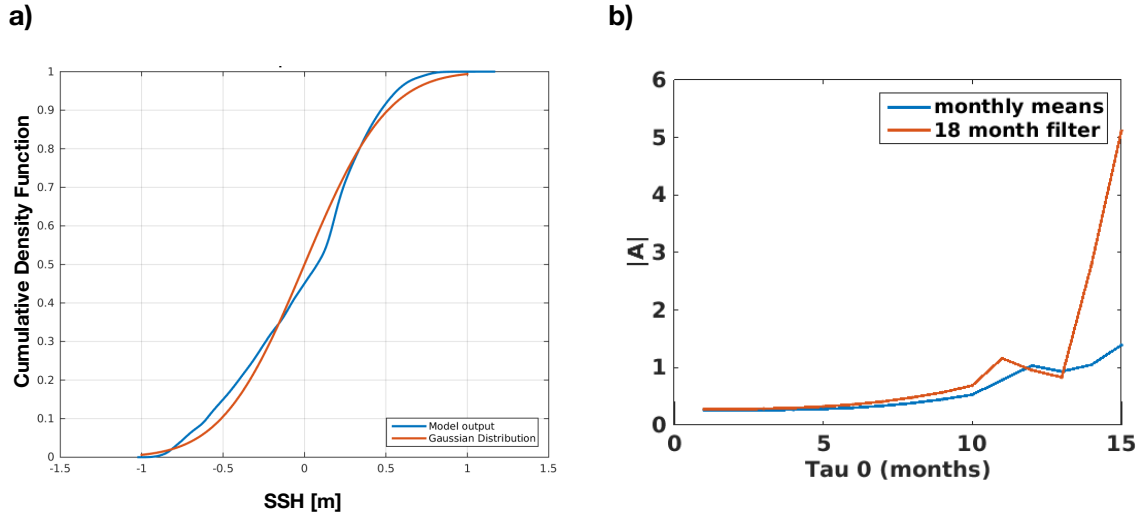 a)
Cumulative Density Function
1
0.9
0.8
0.7
0.6
0.5
0.4
0.3
0.2
0.1
0
-1.5
-1
-0.5
0
0.5
1
1.5
Model output
Gaussian Distribution
SSH [m]
b)
|A|
6
5
4
3
2
1
0
0
5
10
15
monthly means
18 month filter
Tau 0 (months)